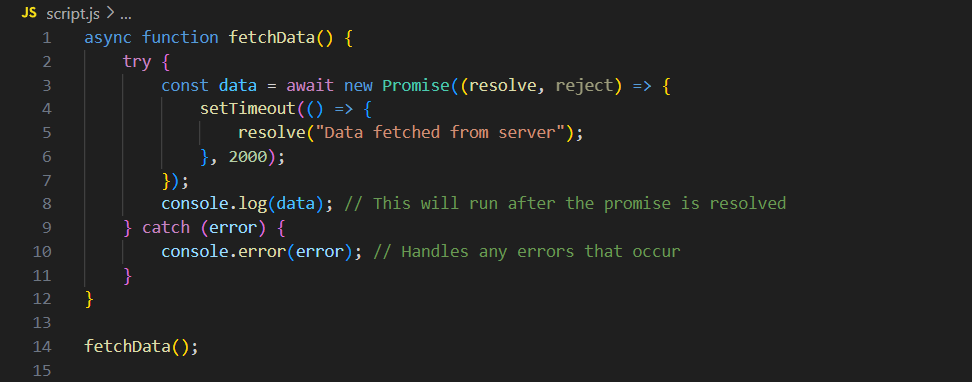 JS script.js > ...
1 async function fetchData() {
2     try {
3         const data = await new Promise((resolve, reject) => {
4             setTimeout(() => {
5                 resolve("Data fetched from server");
6             }, 2000);
7         });
8         console.log(data); // This will run after the promise is resolved
9     } catch (error) {
10         console.error(error); // Handles any errors that occur
11     }
12 }
13
14 fetchData();
15